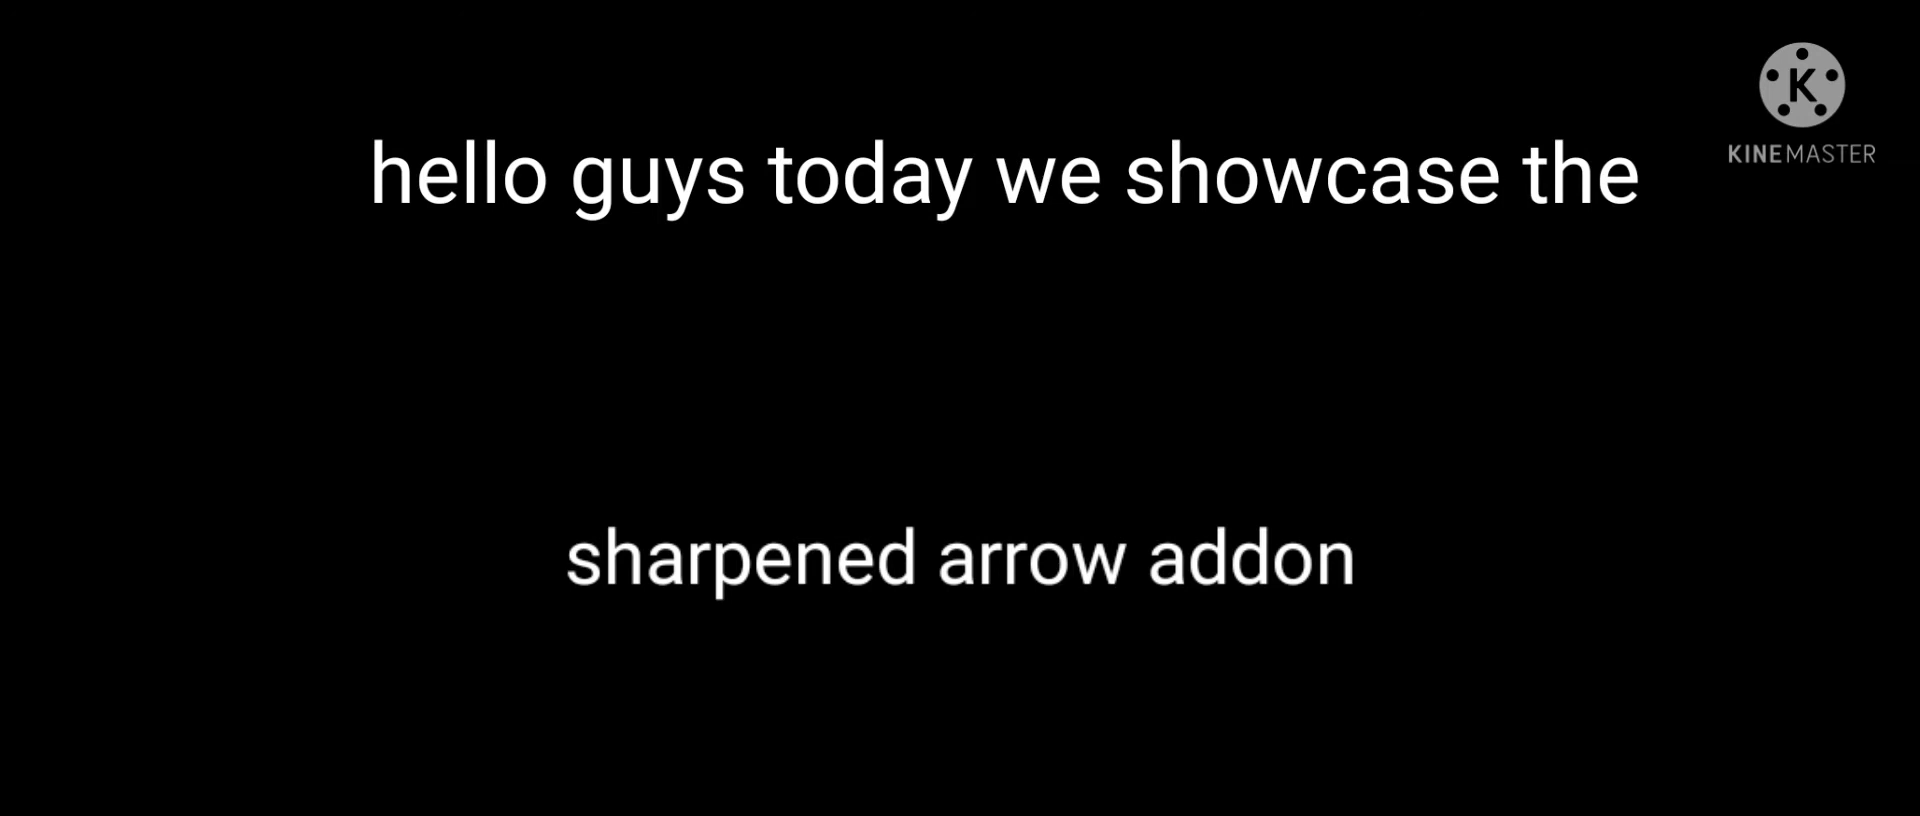 hello guys today we showcase the
K
KINEMASTER
sharpened arrow addon